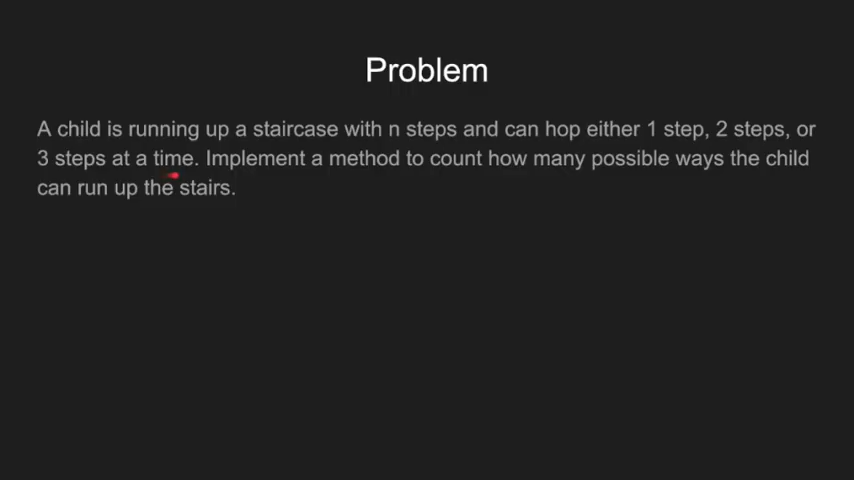 Problem
A child is running up a staircase with n steps and can hop either 1 step, 2 steps, or
3 steps at a time. Implement a method to count how many possible ways the child
can run up the stairs.